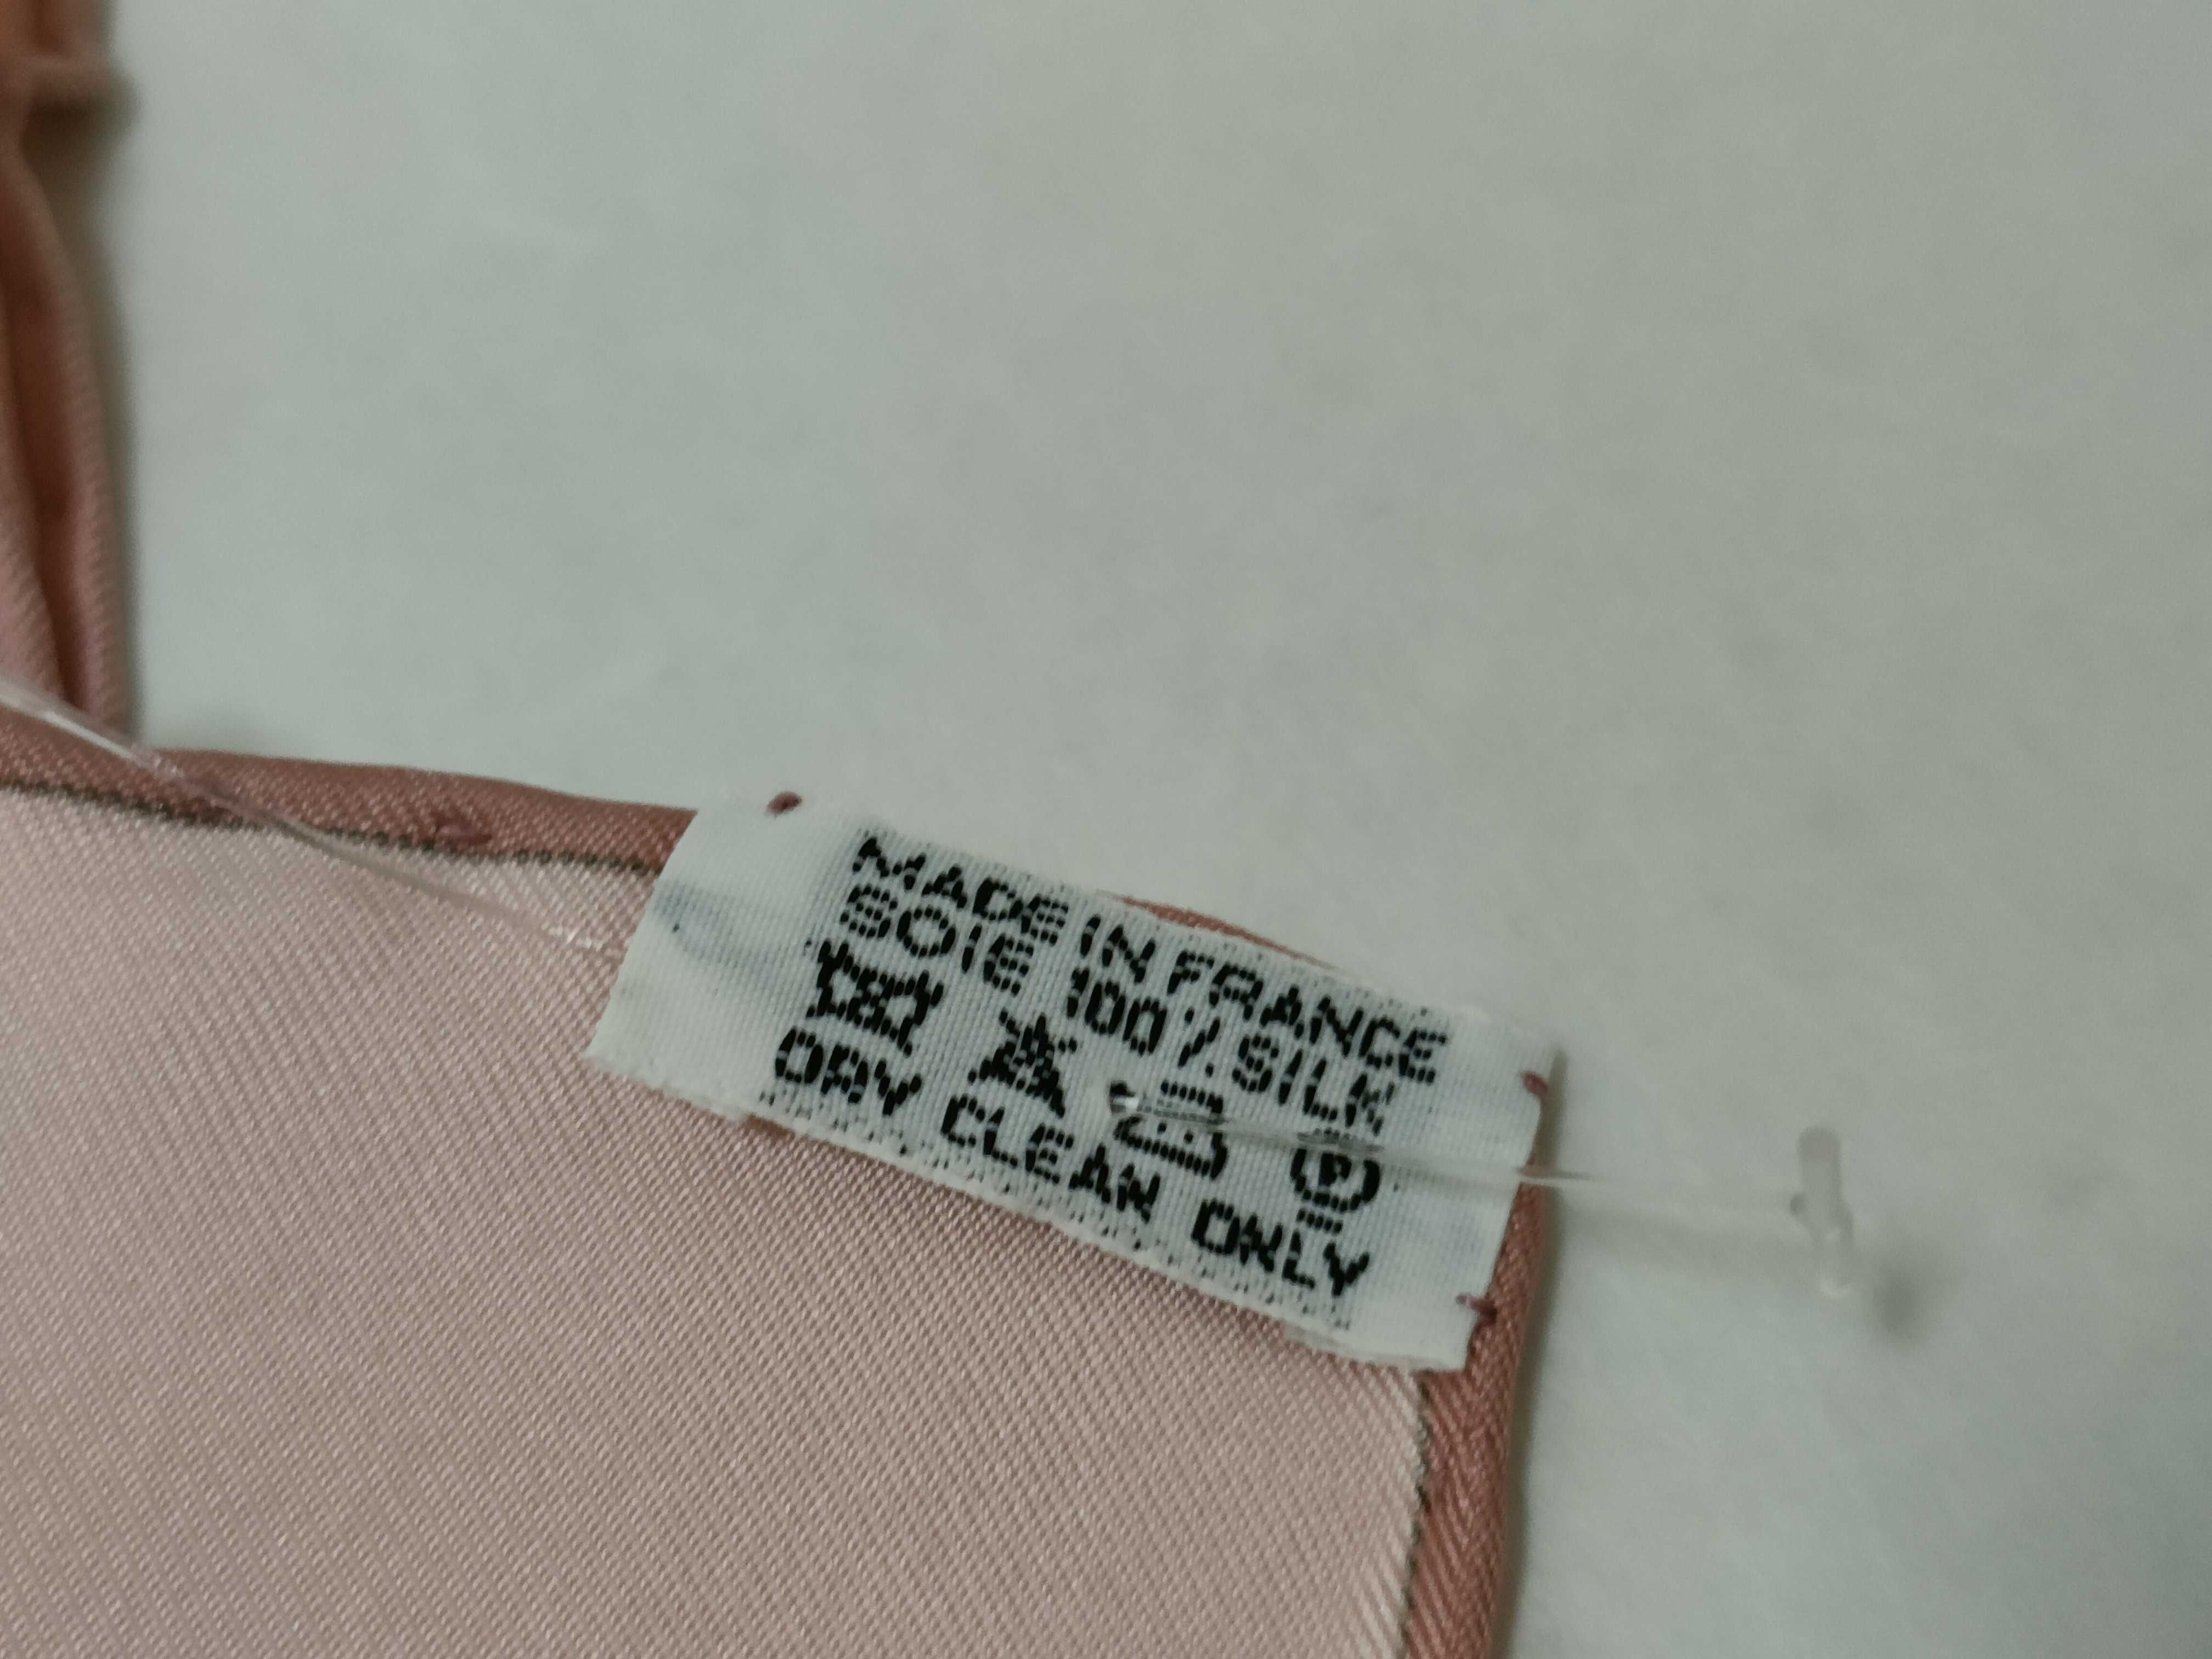 MADE IN FRANCE
SOIE 100% SILK
P
DRY CLEAN ONLY